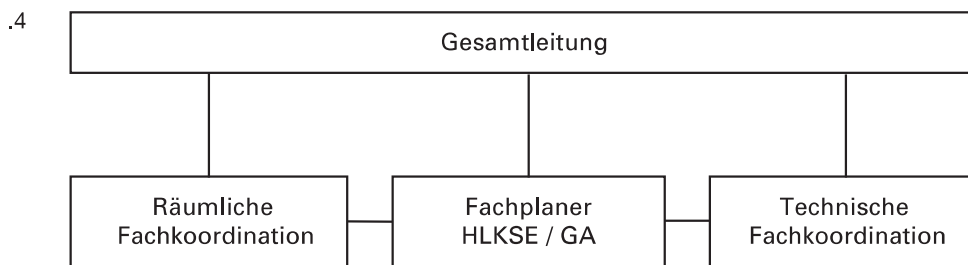 .4
Gesamtleitung
Räumliche
Fachkoordination
Fachplaner
HLKSE / GA
Technische
Fachkoordination